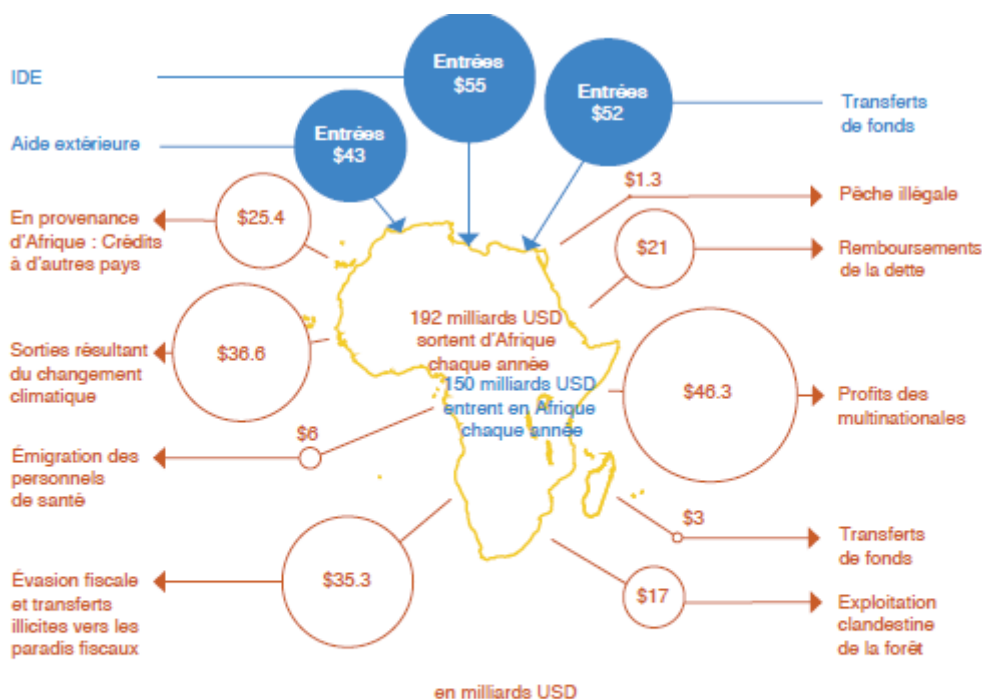 IDE
Entrées
$55
Entrées
$52
Transferts
de fonds
Aide extérieure
Entrées
$43
$1.3
Pêche illégale
En provenance
d'Afrique : Crédits
à d'autres pays
$25.4
$21
Remboursements
de la dette
192 milliards USD
sortent d'Afrique
chaque année
150 milliards USD
entrent en Afrique
chaque année
Sorties résultant
du changement
climatique
$36.6
$46.3
Profits des
multinationales
$6
Émigration des
personnels
de santé
$3
Transferts
de fonds
Évasion fiscale
et transferts
illicites vers les
paradis fiscaux
$35.3
$17
Exploitation
clandestine
de la forêt
en milliards USD